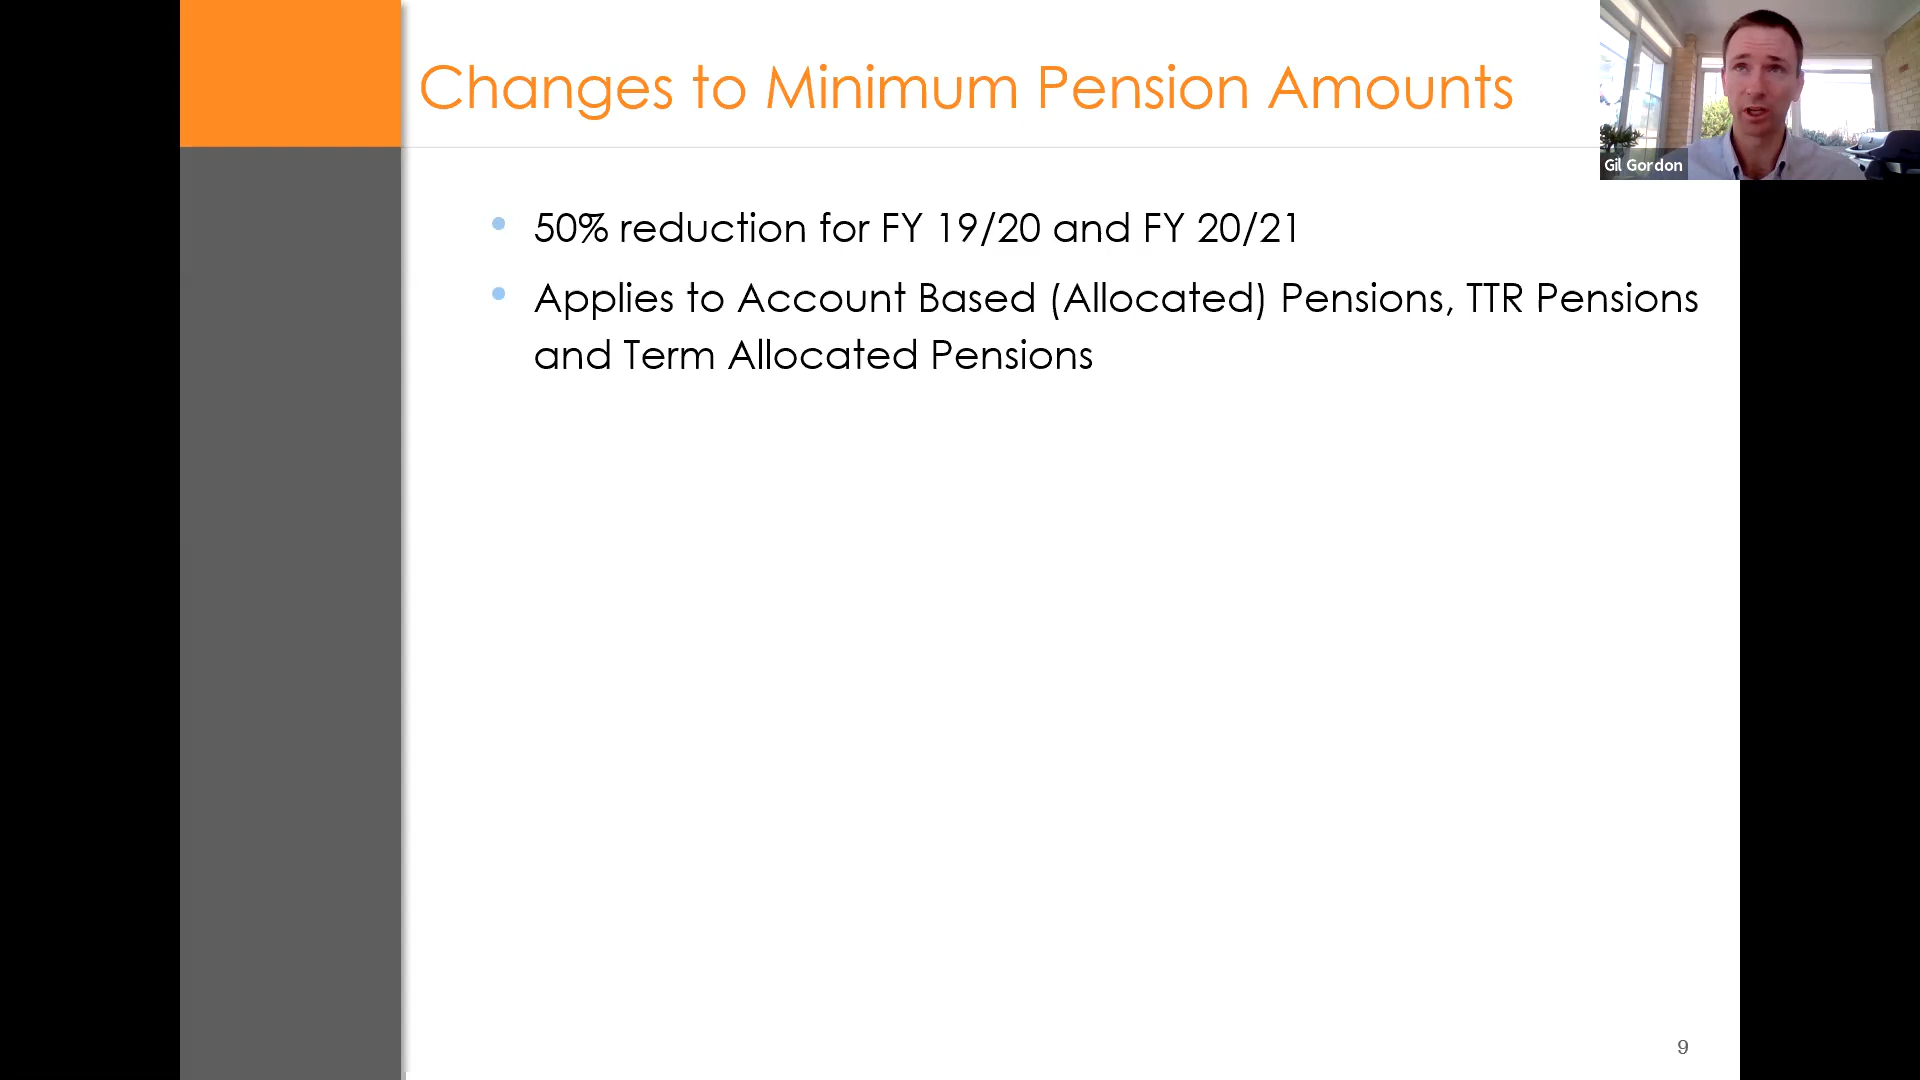 Changes to Minimum Pension Amounts
Gil Gordon
• 50% reduction for FY 19/20 and FY 20/21
• Applies to Account Based (Allocated) Pensions, TTR Pensions
and Term Allocated Pensions
9